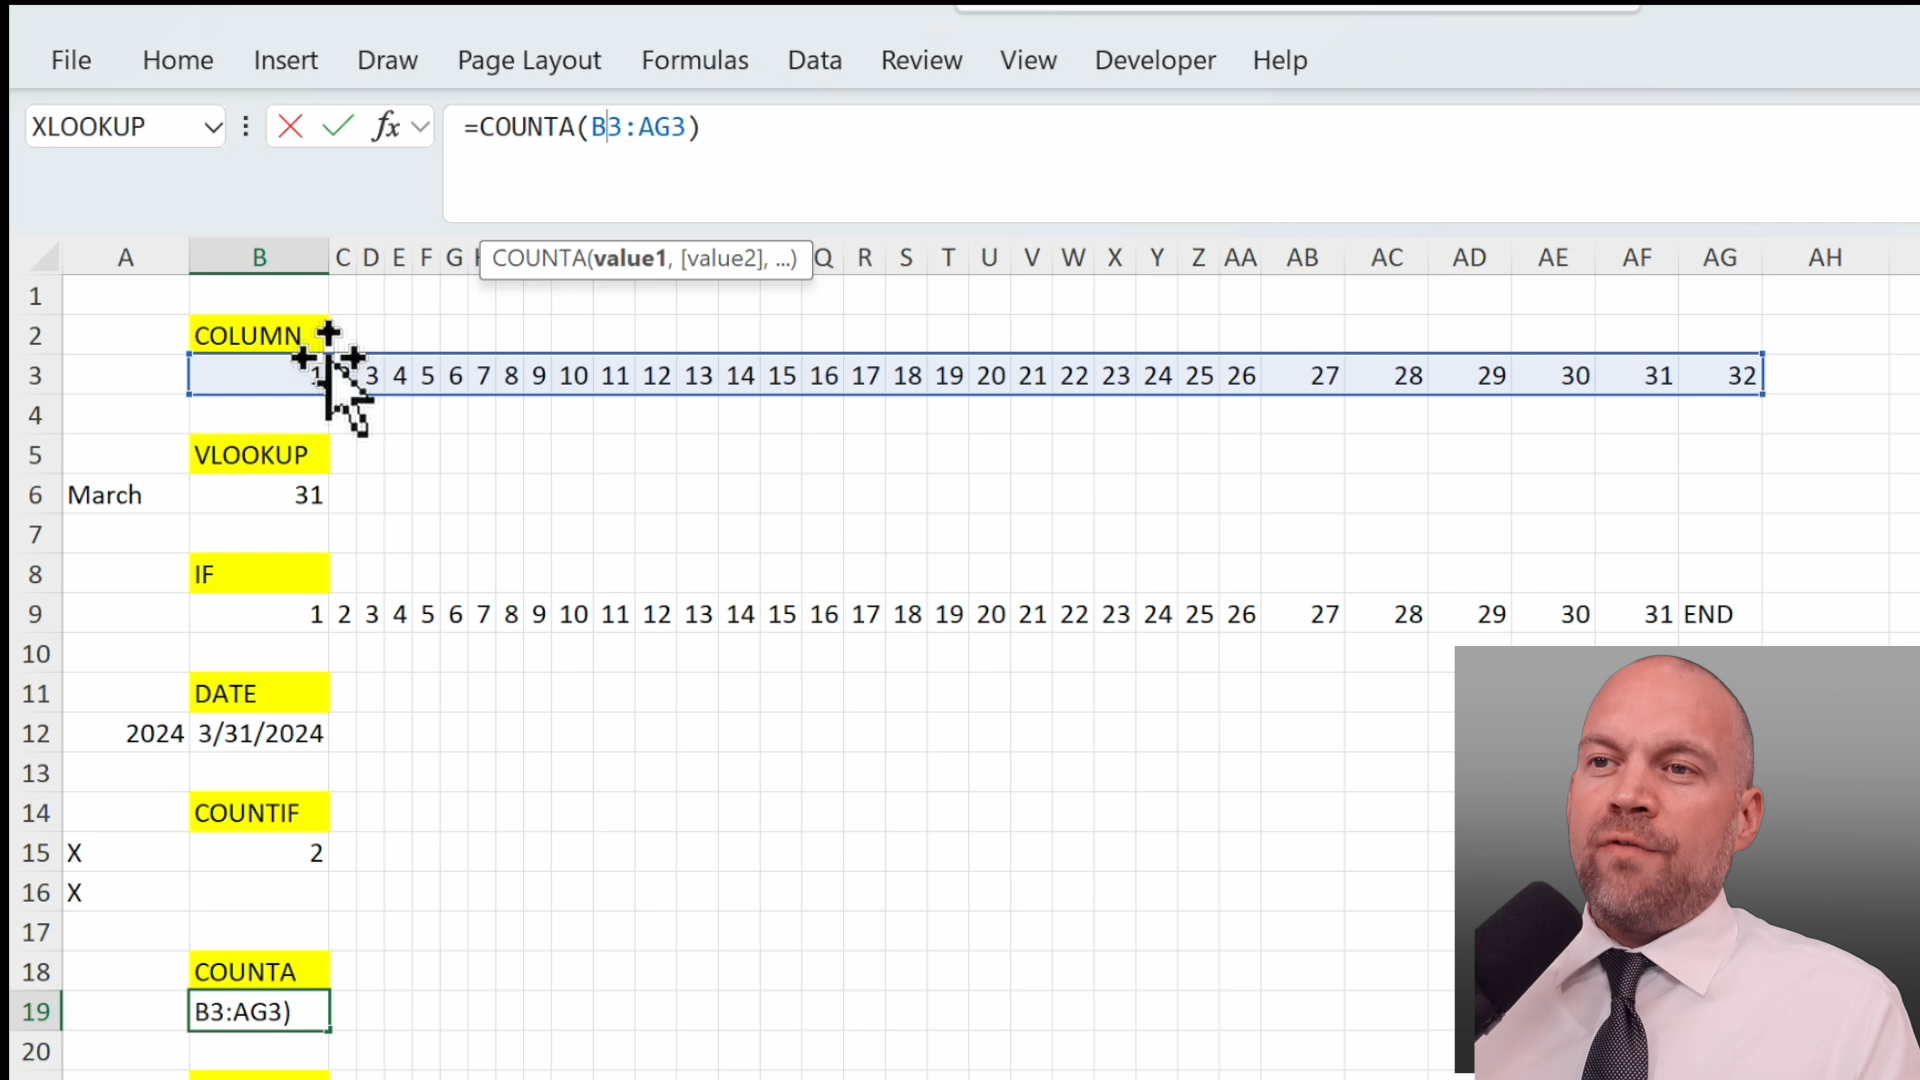 File Home Insert Draw Page Layout Formulas Data Review View Developer Help
XLOOKUP fx =COUNTA(B3:AG3)
COUNTA(value1, [value2], ...)
A B C D E F G Q R S T U V W X Y Z AA AB AC AD AE AF AG AH
1
2 COLUMN
3 1 3 4 5 6 7 8 9 10 11 12 13 14 15 16 17 18 19 20 21 22 23 24 25 26 27 28 29 30 31 32
4
5 VLOOKUP
6 March 31
7
8 IF
9 1 2 3 4 5 6 7 8 9 10 11 12 13 14 15 16 17 18 19 20 21 22 23 24 25 26 27 28 29 30 31 END
10
11 DATE
12 2024 3/31/2024
13
14 COUNTIF
15 X 2
16 X
17
18 COUNTA
19 B3:AG3)
20